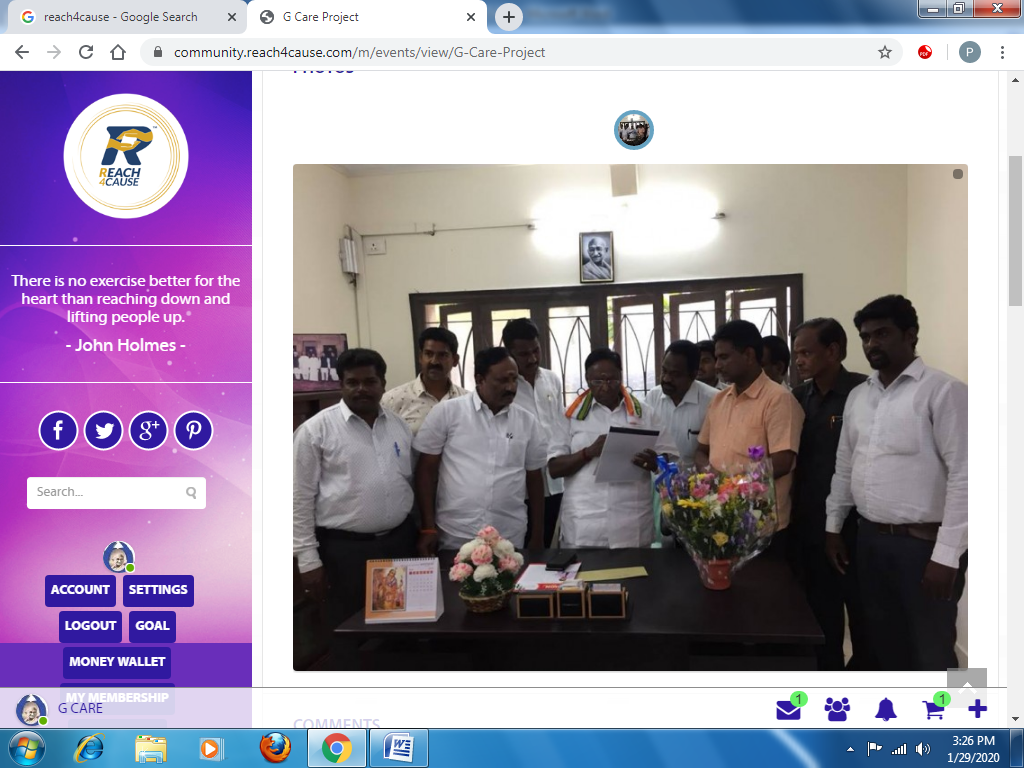 reach4cause - Google Search
G Care Project
community.reach4cause.com/m/events/view/G-Care-Project
PDF
P
PHOTOS
R
REACH
4CAUSE
There is no exercise better for the
heart than reaching down and
lifting people up.
- John Holmes -
Search...
ACCOUNT
SETTINGS
LOGOUT
GOAL
MONEY WALLET
MY MEMBERSHIP
G CARE
1
1
COMMENTS
3:26 PM
1/29/2020